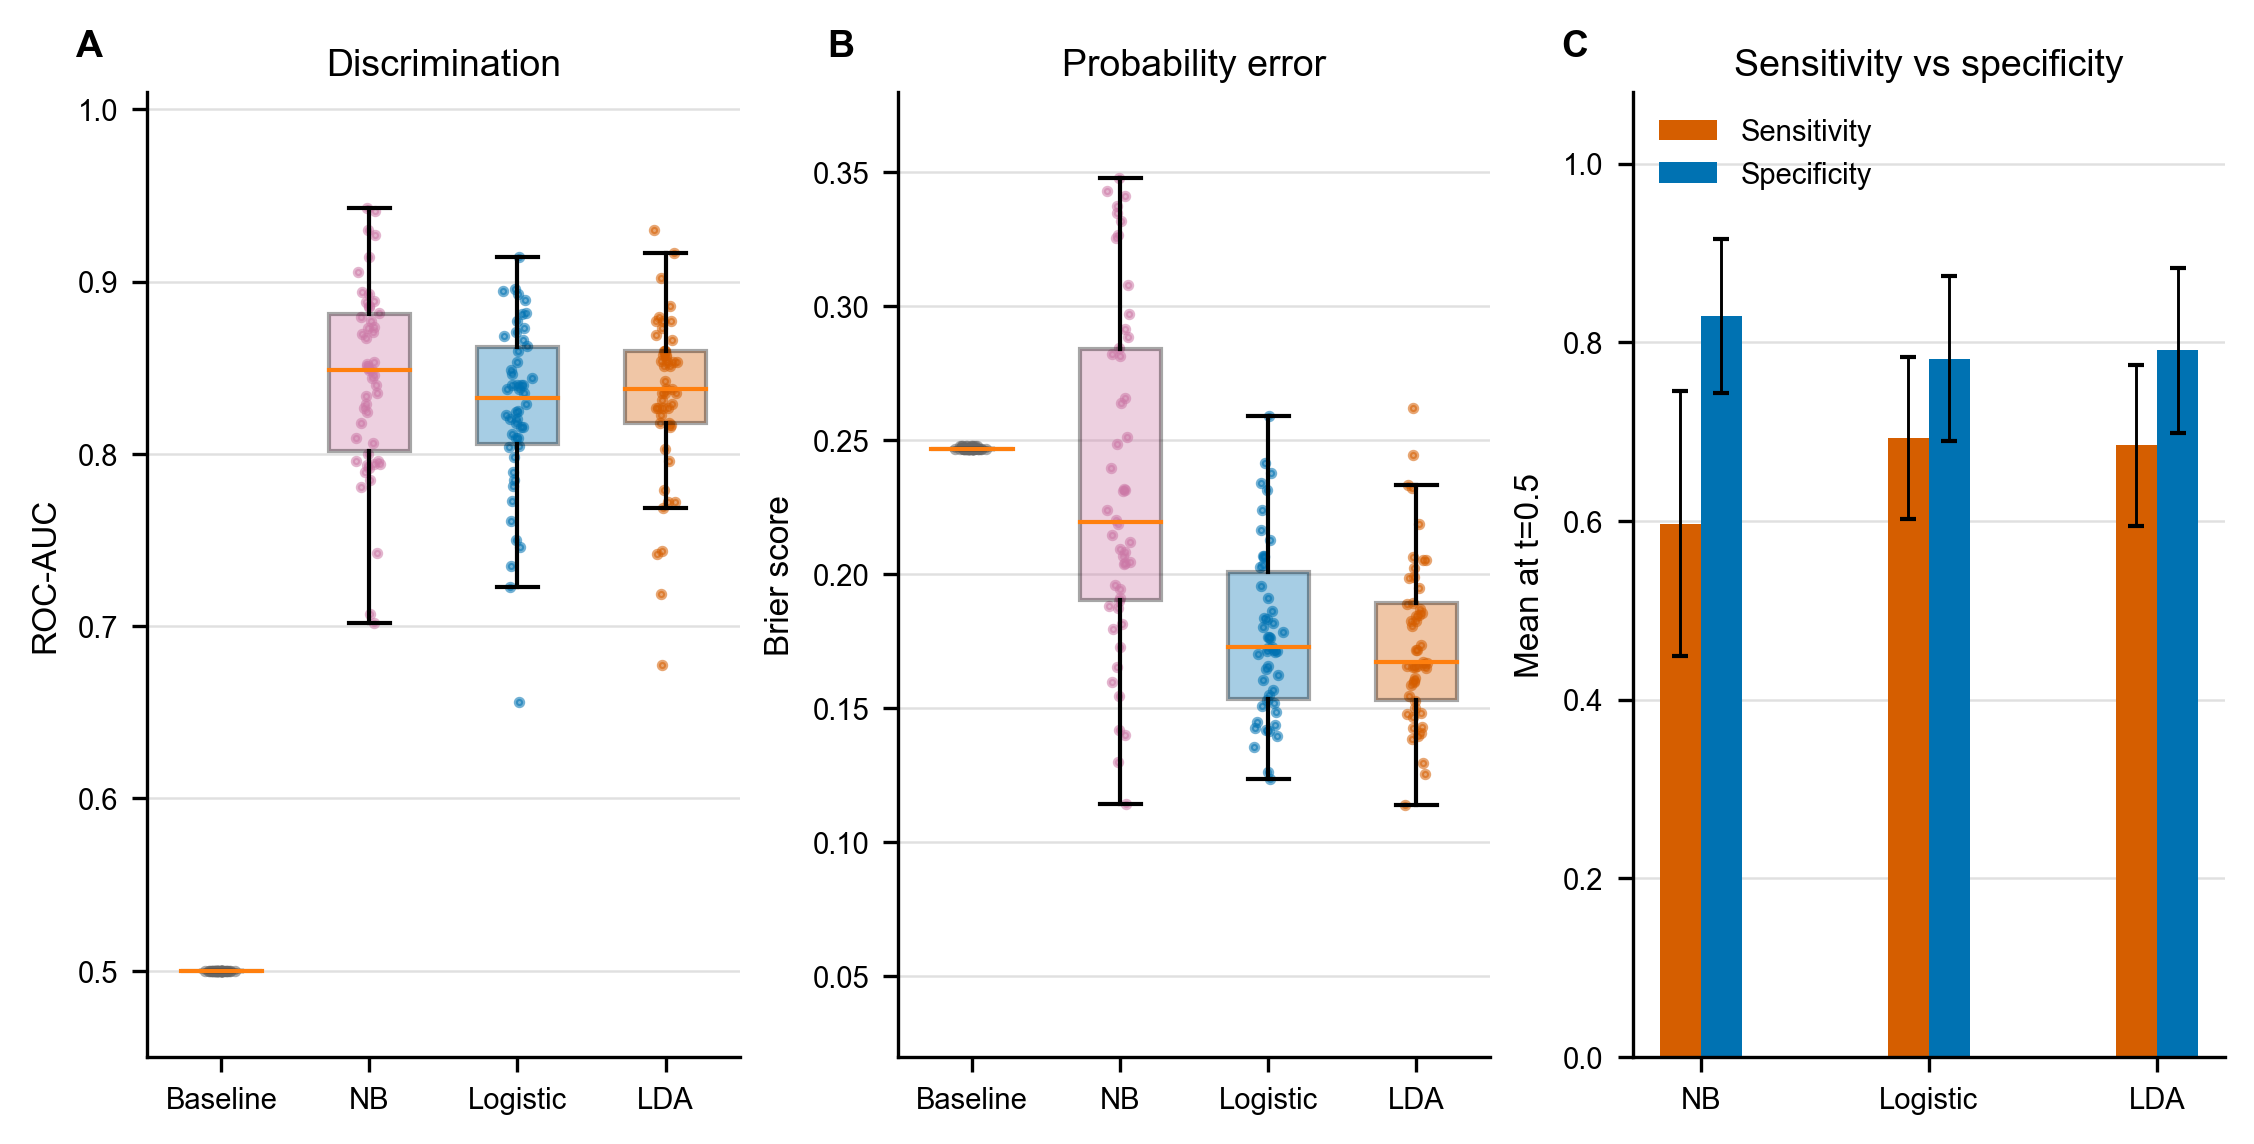 A
Discrimination
ROC-AUC
1.0
0.9
0.8
0.7
0.6
0.5
Baseline
NB
Logistic
LDA
B
Probability error
Brier score
0.35
0.30
0.25
0.20
0.15
0.10
0.05
Baseline
NB
Logistic
LDA
C
Sensitivity vs specificity
Sensitivity
Specificity
Mean at t=0.5
1.0
0.8
0.6
0.4
0.2
0.0
NB
Logistic
LDA